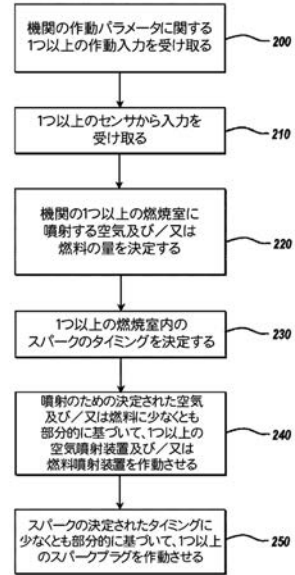 機関の作動パラメータに関する
1つ以上の作動入力を受け取る
200
1つ以上のセンサから入力を
受け取る
210
機関の1つ以上の燃焼室に
噴射する空気及び/又は
燃料の量を決定する
220
1つ以上の燃焼室内の
スパークのタイミングを決定する
230
噴射のための決定された空気
及び/又は燃料に少なくとも
部分的に基づいて、1つ以上の
空気噴射装置及び/又は
燃料噴射装置を作動させる
240
スパークの決定されたタイミングに
少なくとも部分的に基づいて、1つ以上
のスパークプラグを作動させる
250